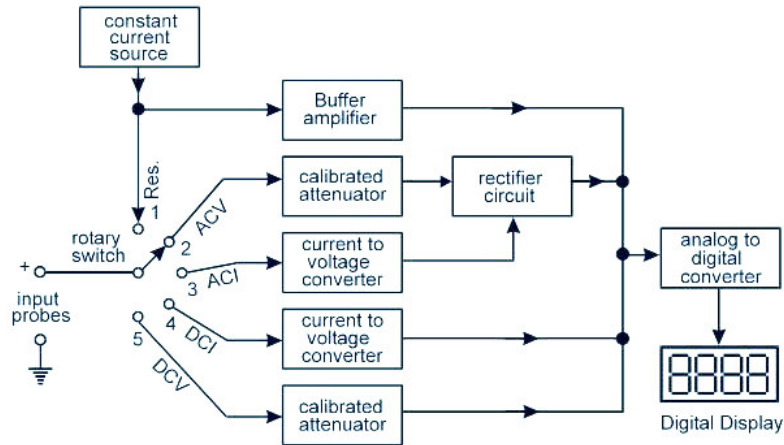 constant
current
source
Buffer
amplifier
Res.
1
calibrated
attenuator
rectifier
circuit
ACV
rotary
switch
2
+
3
ACI
current to
voltage
converter
analog to
digital
converter
input
probes
4
DCI
current to
voltage
converter
5
DCV
calibrated
attenuator
8888
Digital Display